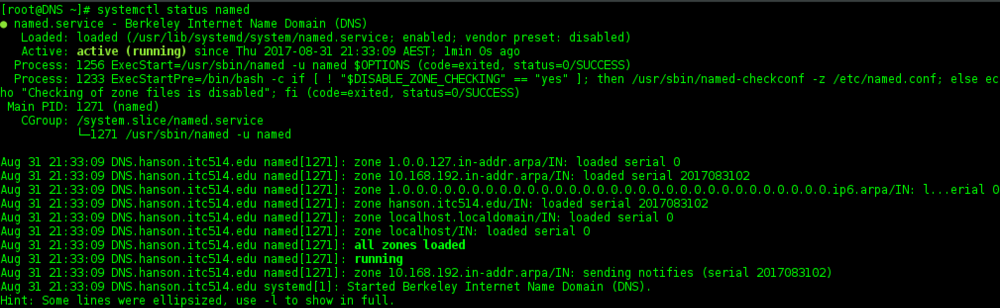 [root@DNS ~]# systemctl status named
● named.service - Berkeley Internet Name Domain (DNS)
   Loaded: loaded (/usr/lib/systemd/system/named.service; enabled; vendor preset: disabled)
   Active: active (running) since Thu 2017-08-31 21:33:09 AEST; 1min 0s ago
  Process: 1256 ExecStart=/usr/sbin/named -u named $OPTIONS (code=exited, status=0/SUCCESS)
  Process: 1233 ExecStartPre=/bin/bash -c if [ ! "$DISABLE_ZONE_CHECKING" == "yes" ]; then /usr/sbin/named-checkconf -z /etc/named.conf; else ec
ho "Checking of zone files is disabled"; fi (code=exited, status=0/SUCCESS)
 Main PID: 1271 (named)
   CGroup: /system.slice/named.service
           └─1271 /usr/sbin/named -u named

Aug 31 21:33:09 DNS.hanson.itc514.edu named[1271]: zone 1.0.0.127.in-addr.arpa/IN: loaded serial 0
Aug 31 21:33:09 DNS.hanson.itc514.edu named[1271]: zone 10.168.192.in-addr.arpa/IN: loaded serial 2017083102
Aug 31 21:33:09 DNS.hanson.itc514.edu named[1271]: zone 1.0.0.0.0.0.0.0.0.0.0.0.0.0.0.0.0.0.0.0.0.0.0.0.0.0.0.0.0.0.0.0.ip6.arpa/IN: l...erial 0
Aug 31 21:33:09 DNS.hanson.itc514.edu named[1271]: zone hanson.itc514.edu/IN: loaded serial 2017083102
Aug 31 21:33:09 DNS.hanson.itc514.edu named[1271]: zone localhost.localdomain/IN: loaded serial 0
Aug 31 21:33:09 DNS.hanson.itc514.edu named[1271]: zone localhost/IN: loaded serial 0
Aug 31 21:33:09 DNS.hanson.itc514.edu named[1271]: all zones loaded
Aug 31 21:33:09 DNS.hanson.itc514.edu named[1271]: running
Aug 31 21:33:09 DNS.hanson.itc514.edu named[1271]: zone 10.168.192.in-addr.arpa/IN: sending notifies (serial 2017083102)
Aug 31 21:33:09 DNS.hanson.itc514.edu systemd[1]: Started Berkeley Internet Name Domain (DNS).
Hint: Some lines were ellipsized, use -l to show in full.